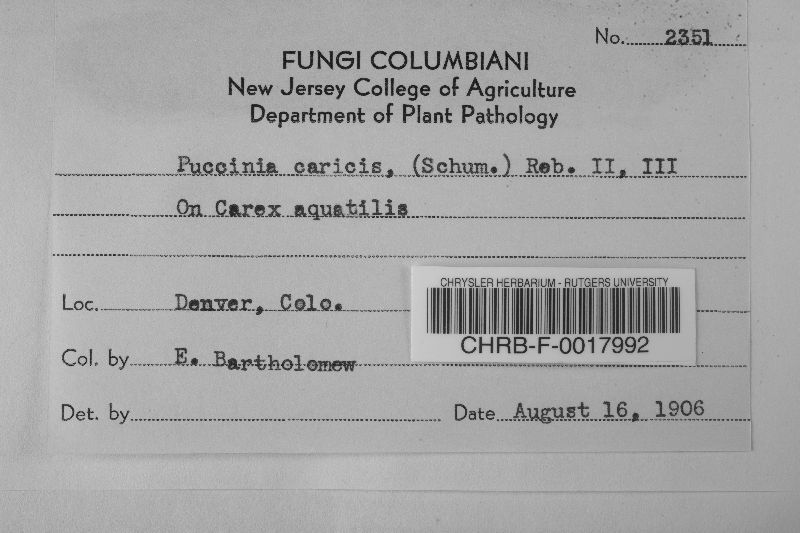 No. 2351
FUNGI COLUMBIANI
New Jersey College of Agriculture
Department of Plant Pathology
Puccinia caricis, (Schum.) Reb. II, III
On Carex aquatilis
Loc. Denver, Colo.
CHRYSLER HERBARIUM - RUTGERS UNIVERSITY
CHRB-F-0017992
Col. by E. Bartholomew
Det. by Date August 16, 1906